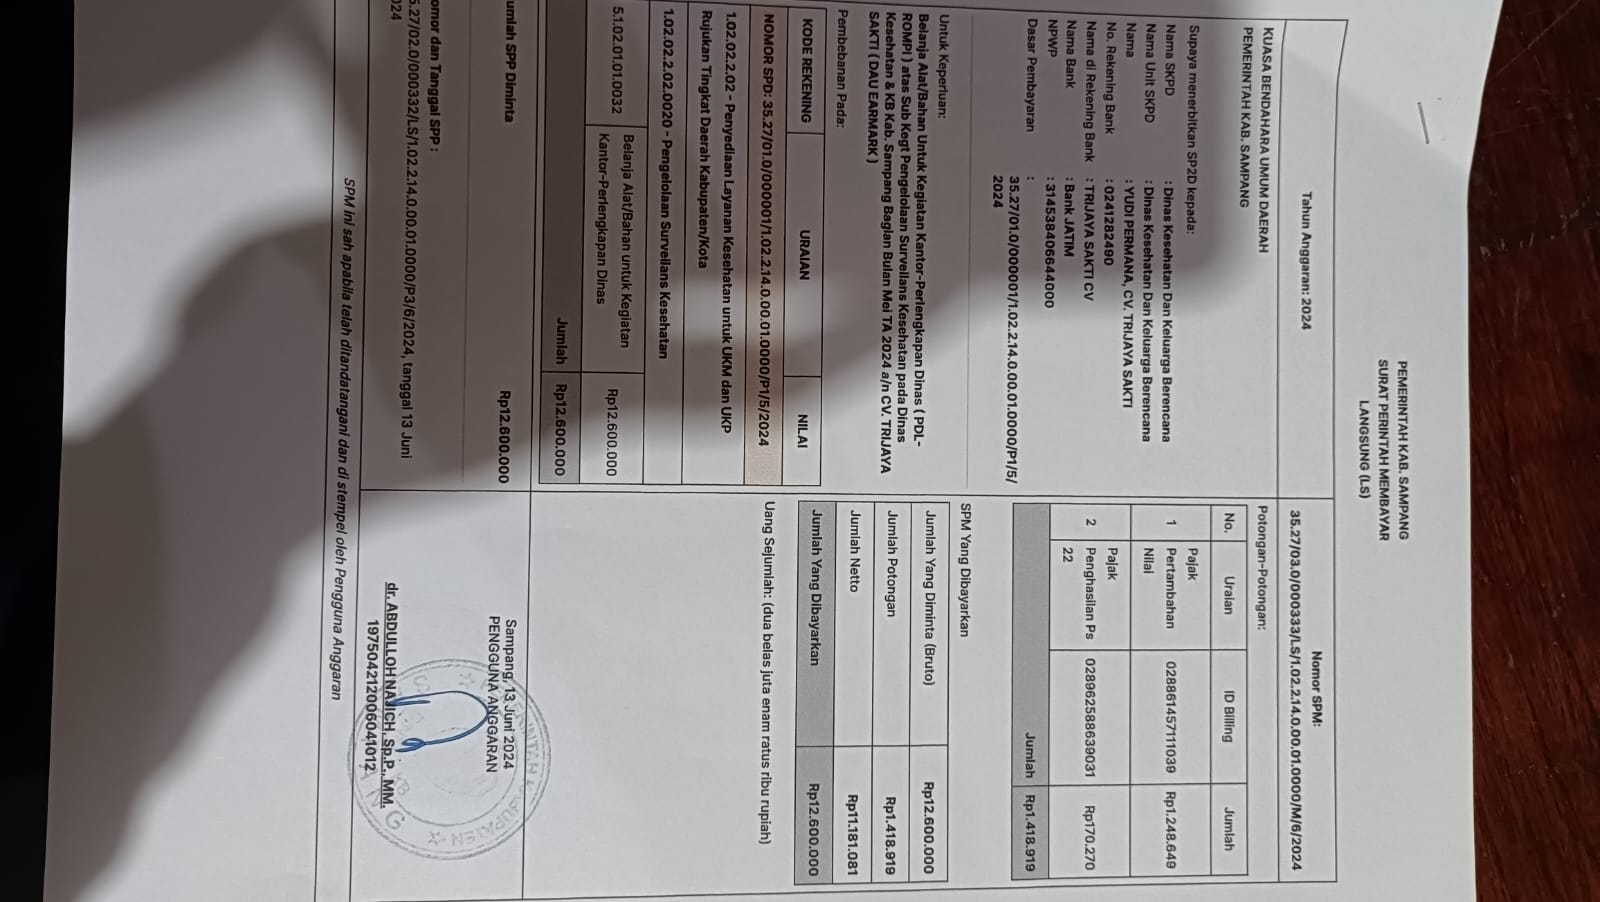 PEMERINTAH KAB. SAMPANG
SURAT PERINTAH MEMBAYAR
LANGSUNG (LS)
Tahun Anggaran: 2024
Nomor SPM:
35.27/03.0/000333/LS/1.02.2.14.0.00.01.0000/M/6/2024
KUASA BENDAHARA UMUM DAERAH
PEMERINTAH KAB. SAMPANG
Supaya menerbitkan SP2D kepada:
Nama SKPD : Dinas Kesehatan Dan Keluarga Berencana
Nama Unit SKPD : Dinas Kesehatan Dan Keluarga Berencana
Nama : YUDI PERMANA, CV. TRIJAYA SAKTI
No. Rekening Bank : 0241282490
Nama di Rekening Bank : TRIJAYA SAKTI CV
Nama Bank : Bank JATIM
NPWP : 314538406644000
Dasar Pembayaran :
35.27/01.0/000001/1.02.2.14.0.00.01.0000/P1/5/
2024
Untuk Keperluan:
Belanja Alat/Bahan Untuk Kegiatan Kantor-Perlengkapan Dinas ( PDL-
ROMPI ) atas Sub Kegt Pengelolaan Surveilans Kesehatan pada Dinas
Kesehatan & KB Kab. Sampang Bagian Bulan Mei TA 2024 a/n CV. TRIJAYA
SAKTI ( DAU EARMARK )
Pembebanan Pada:
KODE REKENING URAIAN NILAI
NOMOR SPD: 35.27/01.0/000001/1.02.2.14.0.00.01.0000/P1/5/2024
1.02.02.2.02 - Penyediaan Layanan Kesehatan untuk UKM dan UKP
Rujukan Tingkat Daerah Kabupaten/Kota
1.02.02.2.02.0020 - Pengelolaan Surveilans Kesehatan
5.1.02.01.01.0032 Belanja Alat/Bahan untuk Kegiatan
Kantor-Perlengkapan Dinas Rp12.600.000
Jumlah Rp12.600.000
Potongan-Potongan:
No. Uraian ID Billing Jumlah
1 Pajak
Pertambahan
Nilai 028861457111039 Rp1.248.649
2 Pajak
Penghasilan Ps
22 028962588639031 Rp170.270
Jumlah Rp1.418.919
SPM Yang Dibayarkan
Jumlah Yang Diminta (Bruto) Rp12.600.000
Jumlah Potongan Rp1.418.919
Jumlah Netto Rp11.181.081
Jumlah Yang Dibayarkan Rp12.600.000
Uang Sejumlah: (dua belas juta enam ratus ribu rupiah)
umlah SPP Diminta Rp12.600.000
omor dan Tanggal SPP :
5.27/02.0/000332/LS/1.02.2.14.0.00.01.0000/P3/6/2024, tanggal 13 Juni
024
Sampang, 13 Juni 2024
PENGGUNA ANGGARAN
PEMERINTAH KABUPATEN
SAMPANG
dr. ABDULLOH NAJICH, Sp.P., MM.
197504212006041012
SPM ini sah apabila telah ditandatangani dan di stempel oleh Pengguna Anggaran